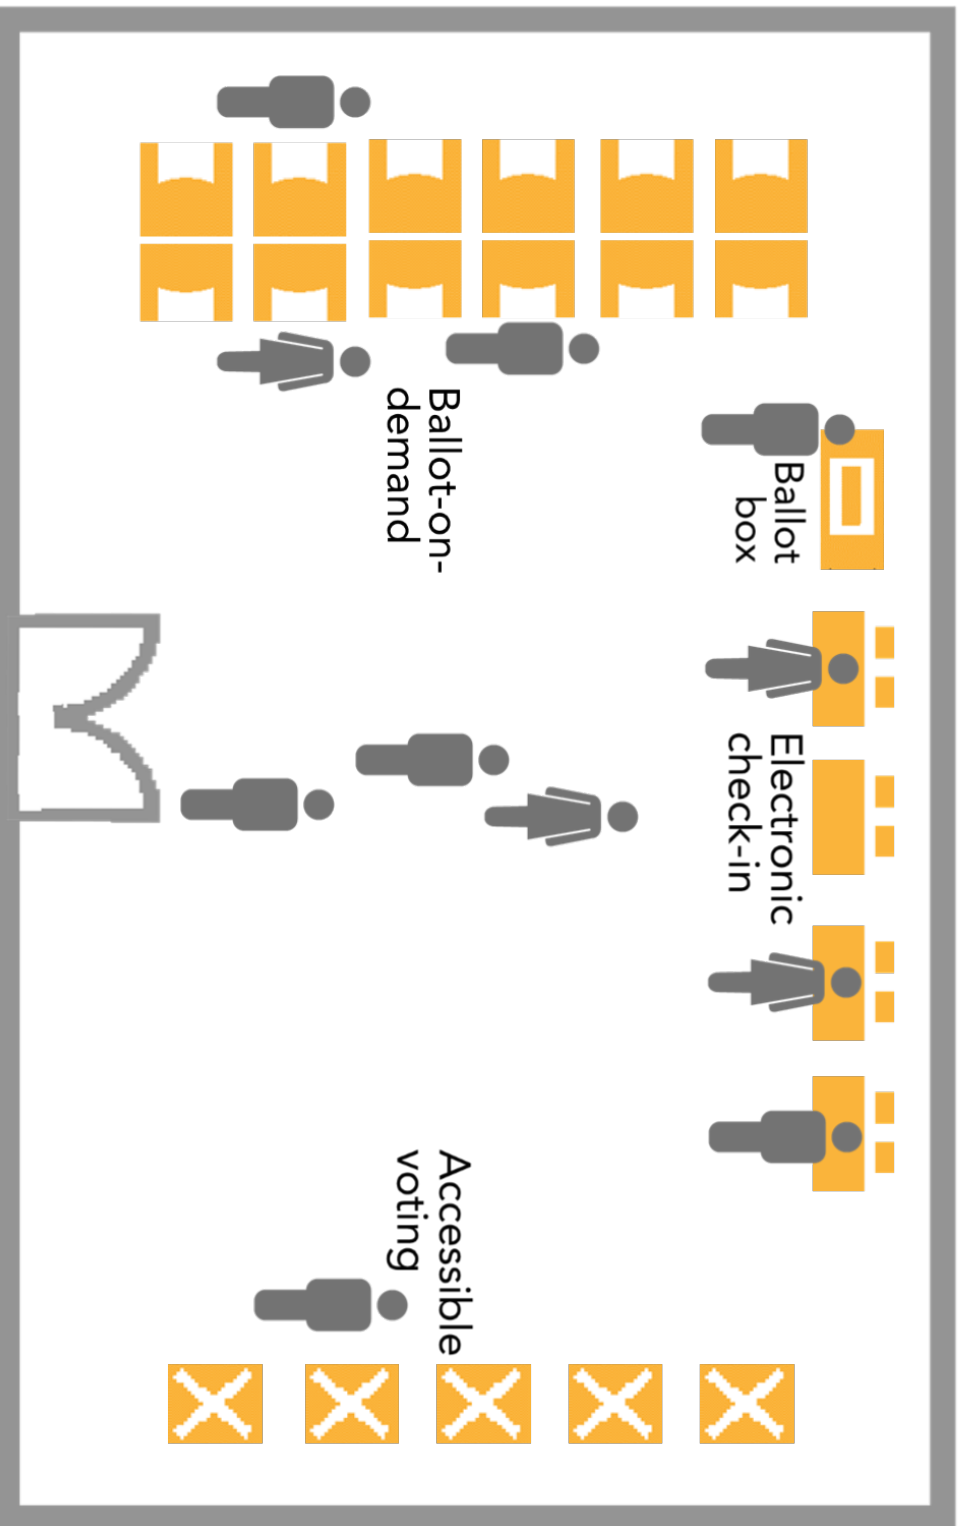 Ballot-on-
demand
Ballot
box
Electronic
check-in
Accessible
voting